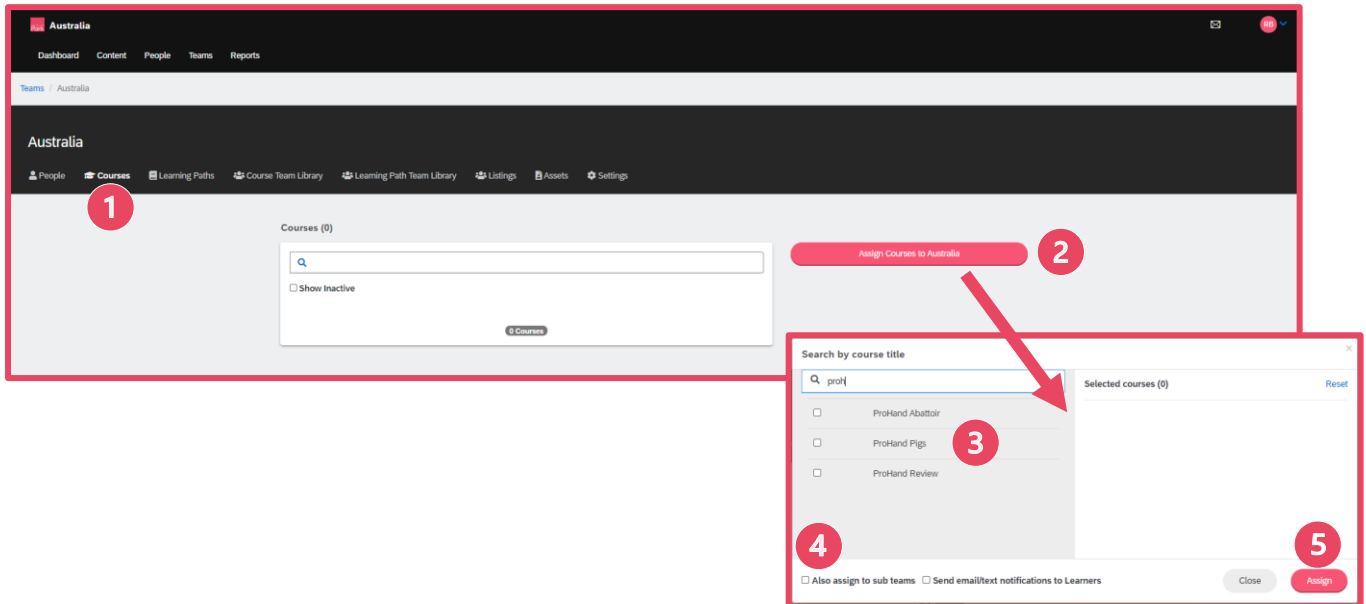 Australia
RB
Dashboard Content People Teams Reports
Teams / Australia
Australia
People Courses Learning Paths Course Team Library Learning Path Team Library Listings Assets Settings
1
Courses (0)
Assign Courses to Australia
2
Show Inactive
0 Courses
Search by course title
×
proh
Selected courses (0) Reset
ProHand Abattoir
ProHand Pigs
3
ProHand Review
4
5
Also assign to sub teams Send email/text notifications to Learners Close Assign